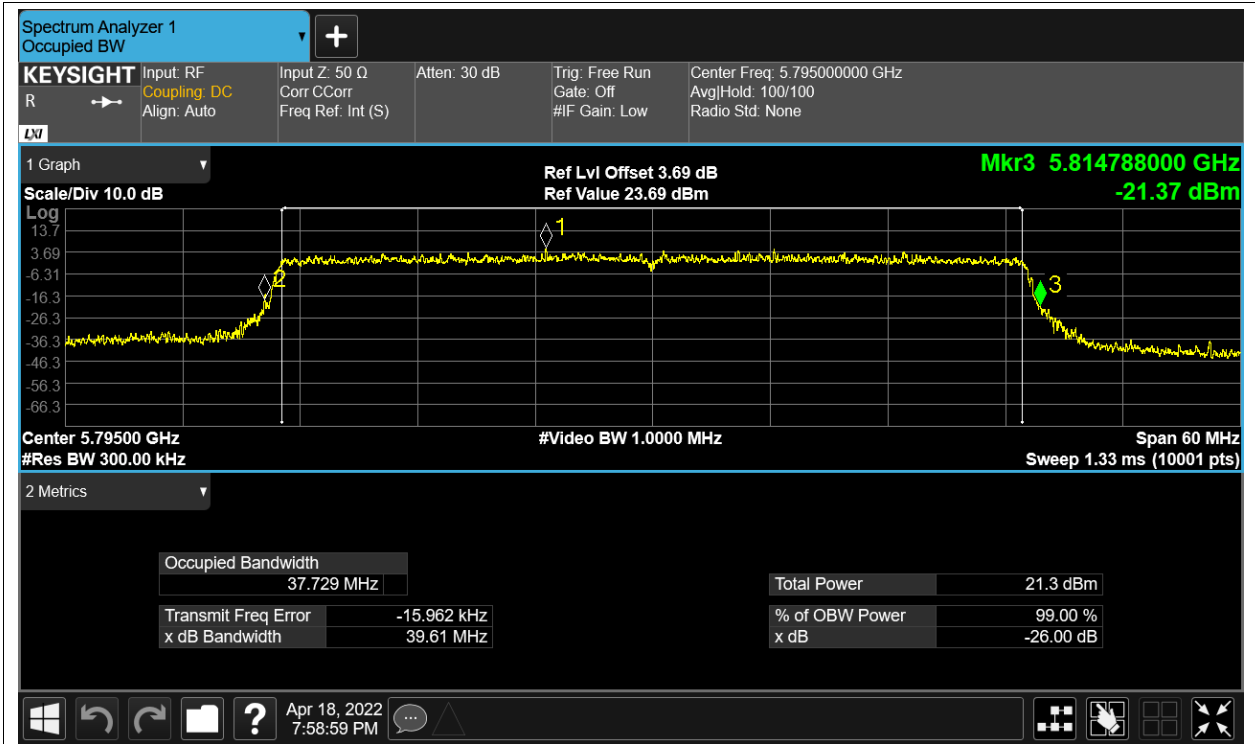 Spectrum Analyzer 1
Occupied BW
KEYSIGHT
R
LXI
Input: RF
Coupling: DC
Align: Auto
Input Z: 50 Ω
Corr CCorr
Freq Ref: Int (S)
Atten: 30 dB
Trig: Free Run
Gate: Off
#IF Gain: Low
Center Freq: 5.795000000 GHz
Avg|Hold: 100/100
Radio Std: None
1 Graph
Scale/Div 10.0 dB
Ref Lvl Offset 3.69 dB
Ref Value 23.69 dBm
Mkr3 5.814788000 GHz
-21.37 dBm
Log
13.7
3.69
-6.31
-16.3
-26.3
-36.3
-46.3
-56.3
-66.3
1
2
3
Center 5.79500 GHz
#Video BW 1.0000 MHz
Span 60 MHz
#Res BW 300.00 kHz
Sweep 1.33 ms (10001 pts)
2 Metrics
Occupied Bandwidth
37.729 MHz
Transmit Freq Error -15.962 kHz
x dB Bandwidth 39.61 MHz
Total Power 21.3 dBm
% of OBW Power 99.00 %
x dB -26.00 dB
?
Apr 18, 2022
7:58:59 PM